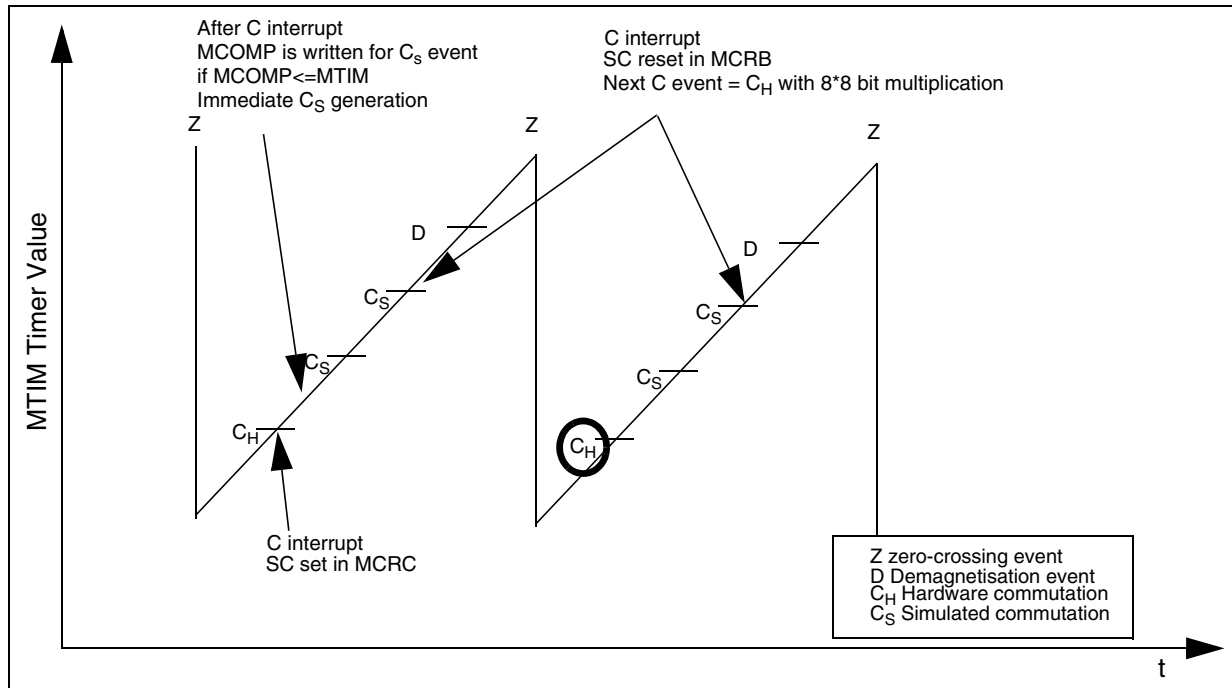 After C interrupt
MCOMP is written for Cs event
if MCOMP<=MTIM
Immediate CS generation
C interrupt
SC reset in MCRB
Next C event = CH with 8*8 bit multiplication
Z
Z
Z
D
CS
CS
CH
D
CS
CS
CH
MTIM Timer Value
C interrupt
SC set in MCRC
Z zero-crossing event
D Demagnetisation event
CH Hardware commutation
CS Simulated commutation
t